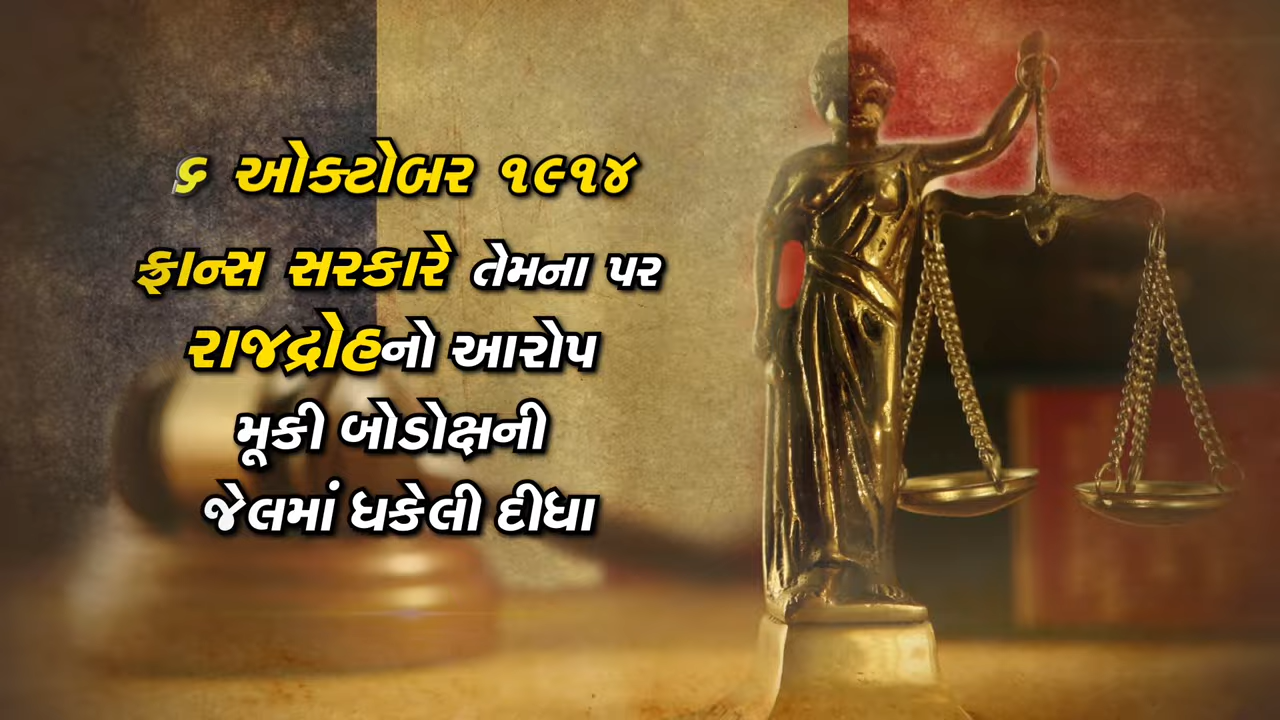 ૬ ઓક્ટોબર ૧૯૧૪
ફ્રાન્સ સરકારે તેમના પર
રાજદ્રોહનો આરોપ
મૂકી બોડોક્ષની
જેલમાં ધકેલી દીધા